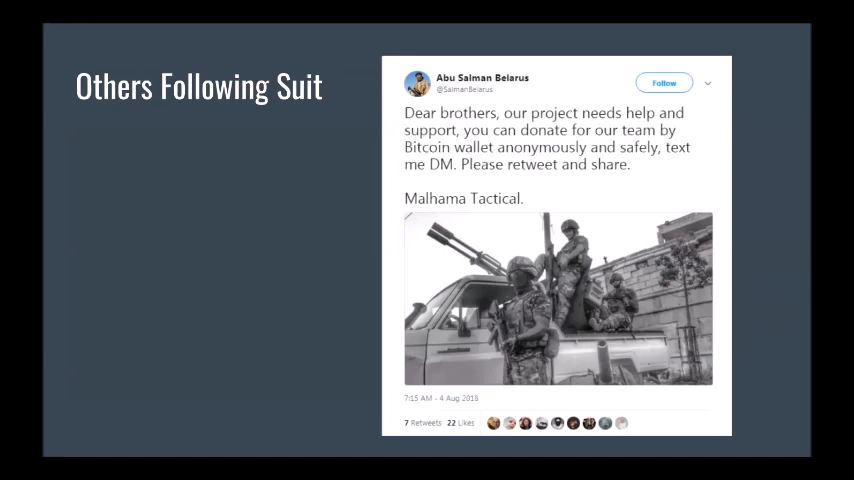 Others Following Suit
Abu Salman Belarus
@SalmanBelarus
Follow
Dear brothers, our project needs help and
support, you can donate for our team by
Bitcoin wallet anonymously and safely, text
me DM. Please retweet and share.
Malhama Tactical.
7:15 AM - 4 Aug 2018
7 Retweets 22 Likes